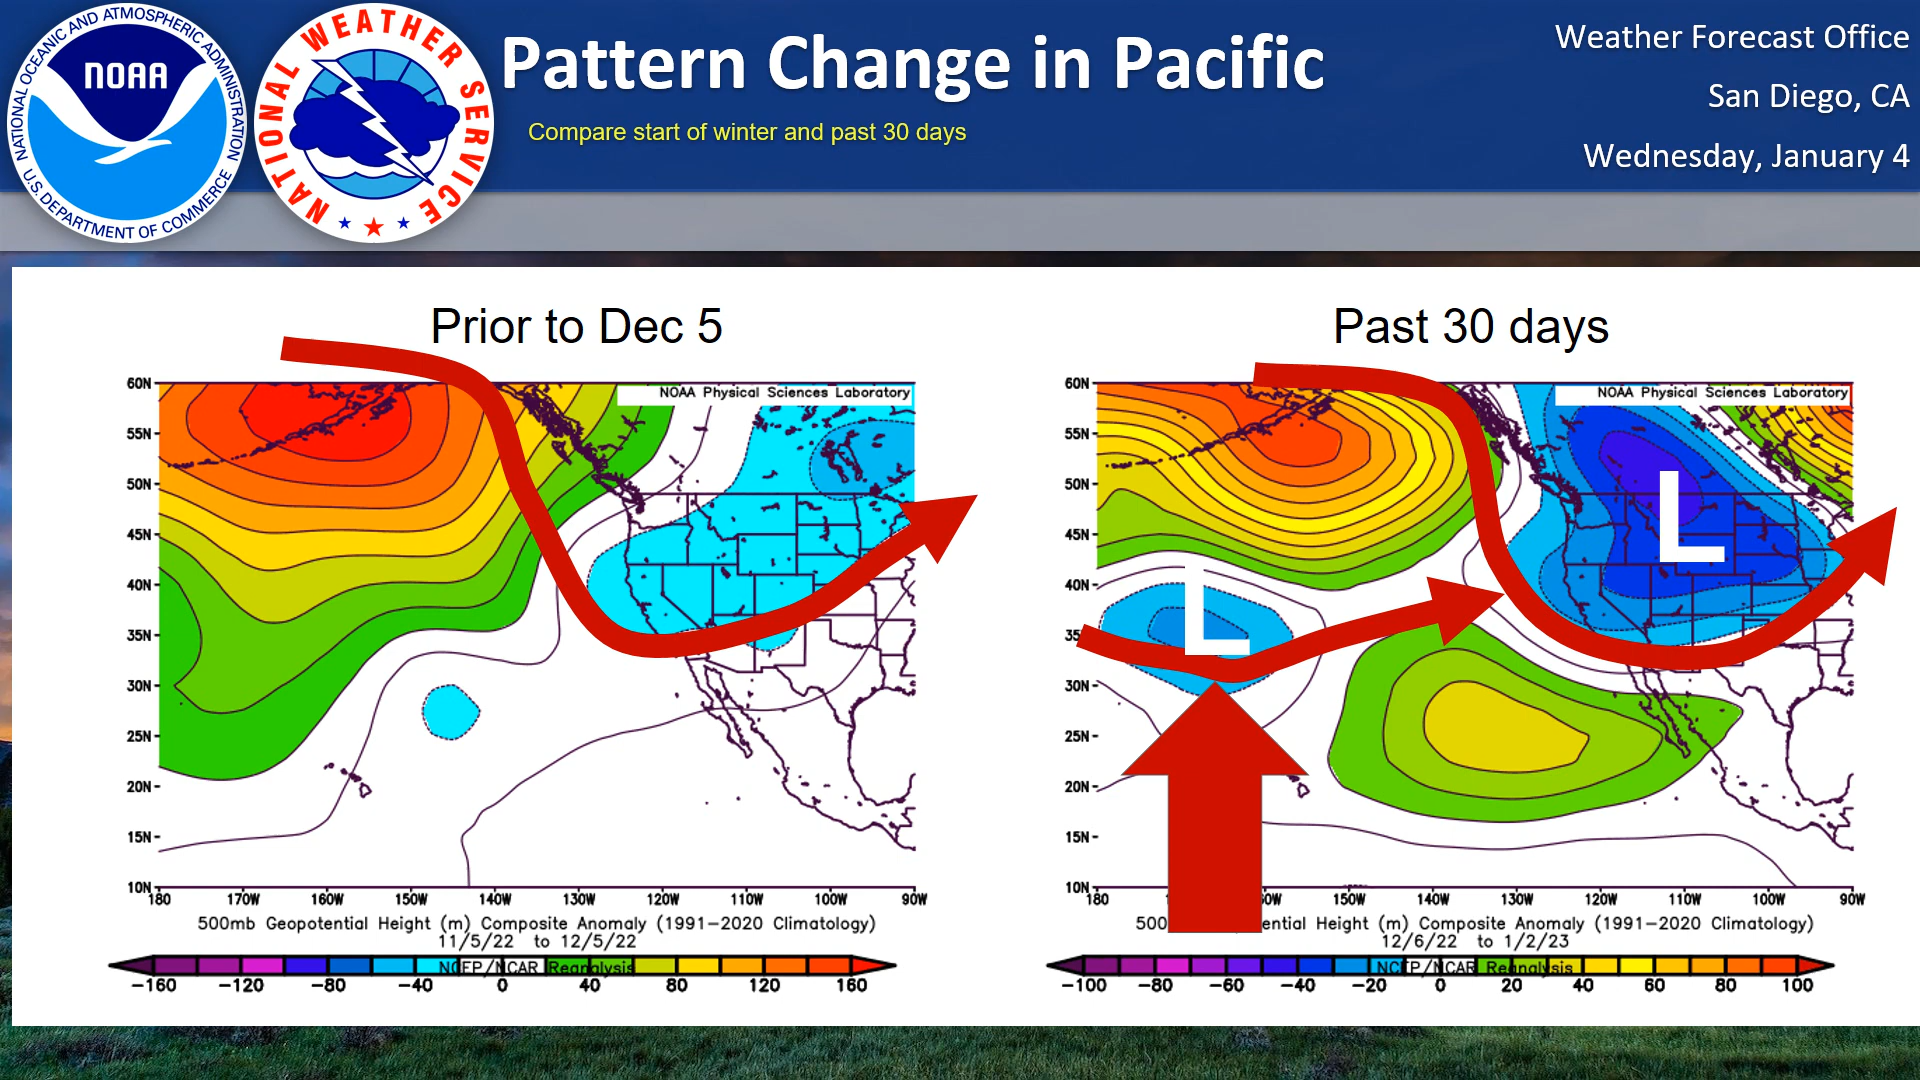 NATIONAL OCEANIC AND ATMOSPHERIC ADMINISTRATION
NOAA
U.S. DEPARTMENT OF COMMERCE
NATIONAL WEATHER SERVICE
Pattern Change in Pacific
Compare start of winter and past 30 days
Weather Forecast Office
San Diego, CA
Wednesday, January 4
Prior to Dec 5
NOAA Physical Sciences Laboratory
60N
55N
50N
45N
40N
35N
30N
25N
20N
15N
10N
180 170W 160W 150W 140W 130W 120W 110W 100W 90W
500mb Geopotential Height (m) Composite Anomaly (1991-2020 Climatology)
11/5/22 to 12/5/22
NCEP/NCAR Reanalysis
-160 -120 -80 -40 0 40 80 120 160
Past 30 days
NOAA Physical Sciences Laboratory
60N
55N
50N
45N
40N
35
30N
25N
20N
15N
10N
L
L
180 150W 140W 130W 120W 110W 100W 90W
Height (m) Composite Anomaly (1991-2020 Climatology)
12/6/22 to 1/2/23
NCEP/NCAR Reanalysis
-100 -80 -60 -40 -20 0 20 40 60 80 100